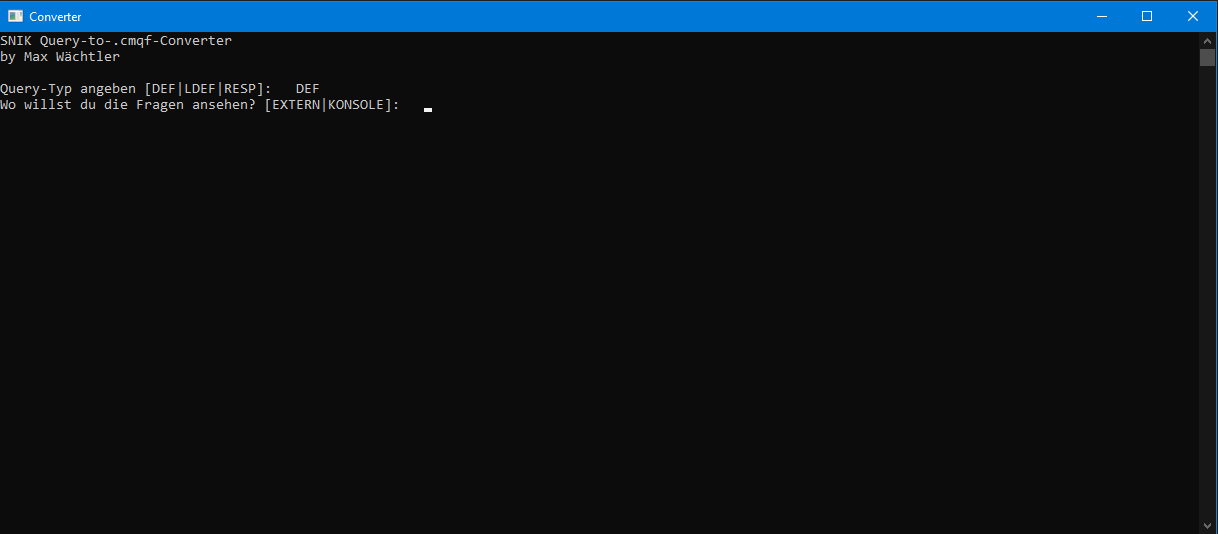 Converter
SNIK Query-to-.cmqf-Converter
by Max Wächtler
Query-Typ angeben [DEF|LDEF|RESP]:   DEF
Wo willst du die Fragen ansehen? [EXTERN|KONSOLE]: